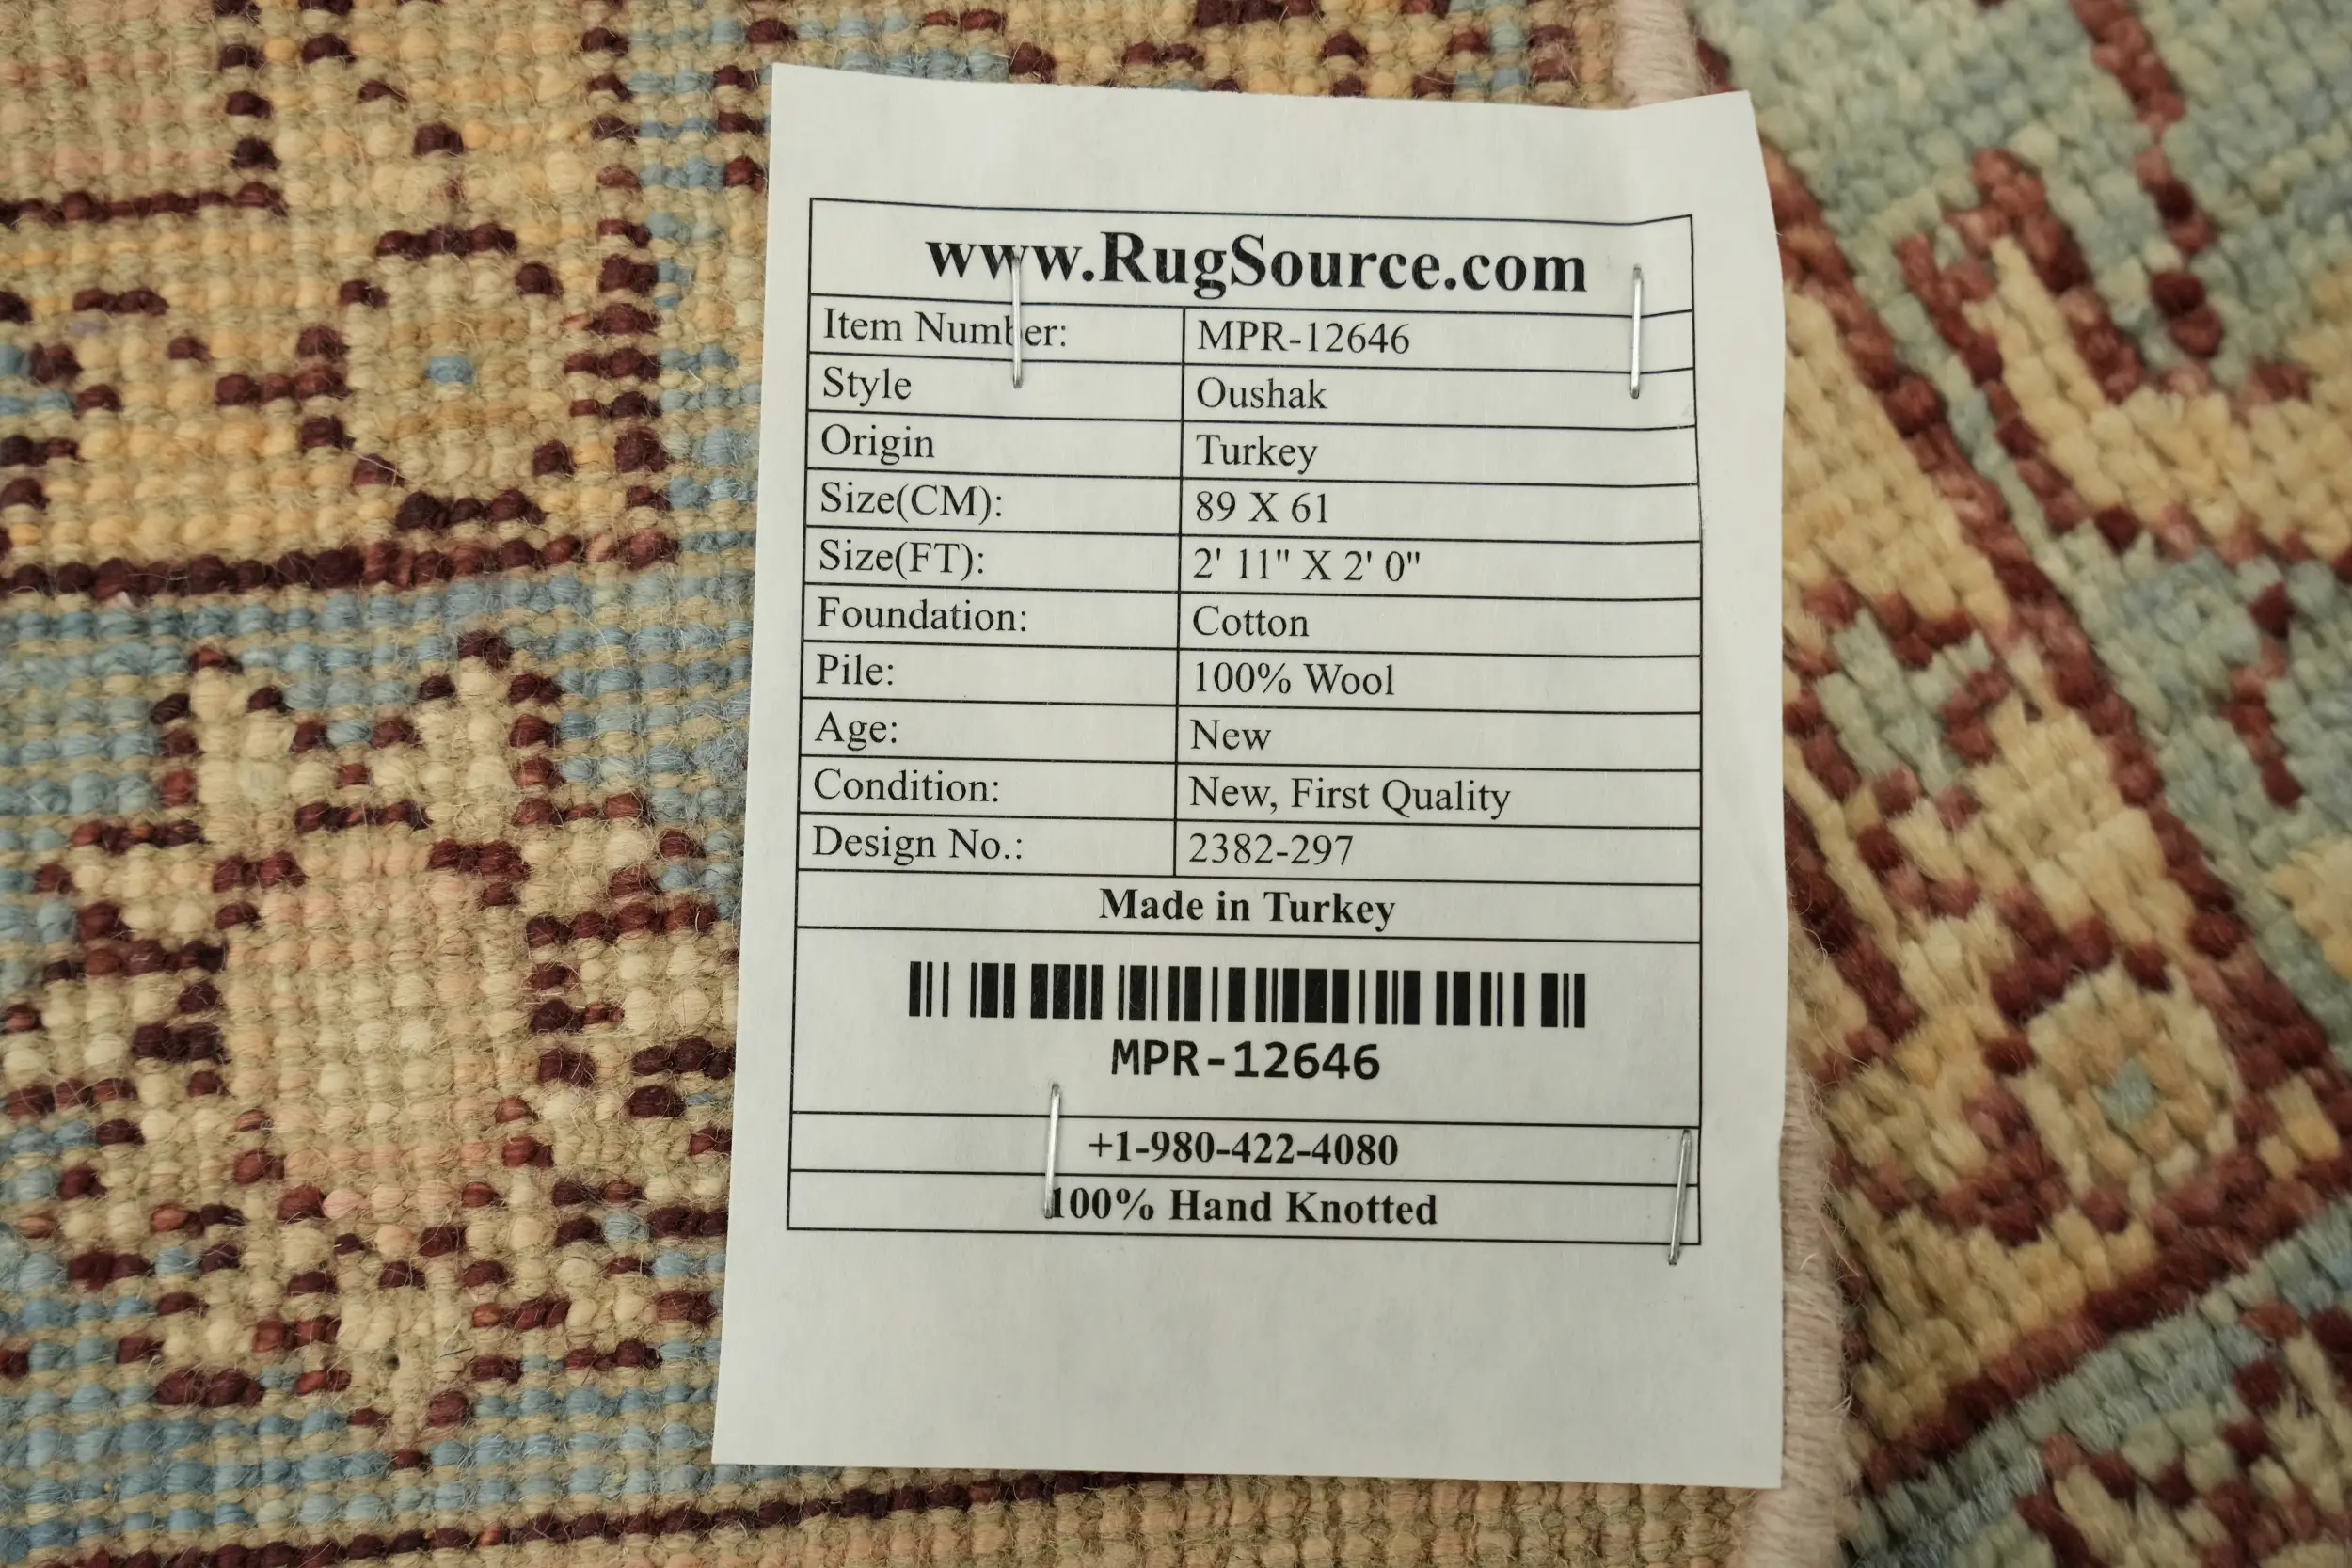 www.RugSource.com
Item Number: MPR-12646
Style Oushak
Origin Turkey
Size(CM): 89 X 61
Size(FT): 2' 11" X 2' 0"
Foundation: Cotton
Pile: 100% Wool
Age: New
Condition: New, First Quality
Design No.: 2382-297
Made in Turkey
MPR-12646
+1-980-422-4080
100% Hand Knotted